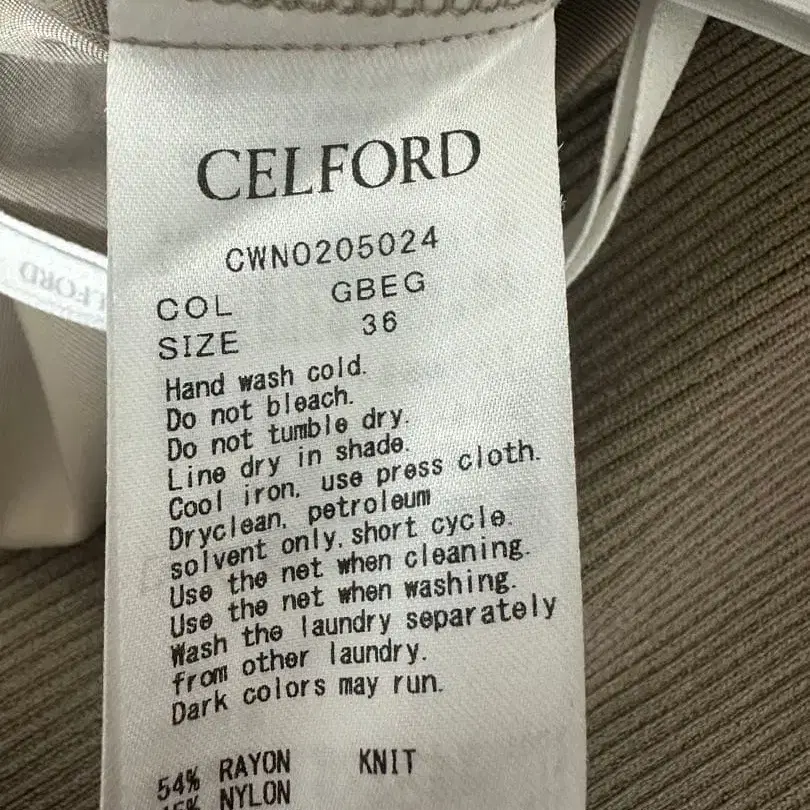 CELFORD
CWNO205024
COL GBEG
SIZE 36
Hand wash cold.
Do not bleach.
Do not tumble dry.
Line dry in shade.
Cool iron, use press cloth.
Dryclean, petroleum
solvent only, short cycle.
Use the net when cleaning.
Use the net when washing.
Wash the laundry separately
from other laundry.
Dark colors may run.
54% RAYON KNIT
NYLON